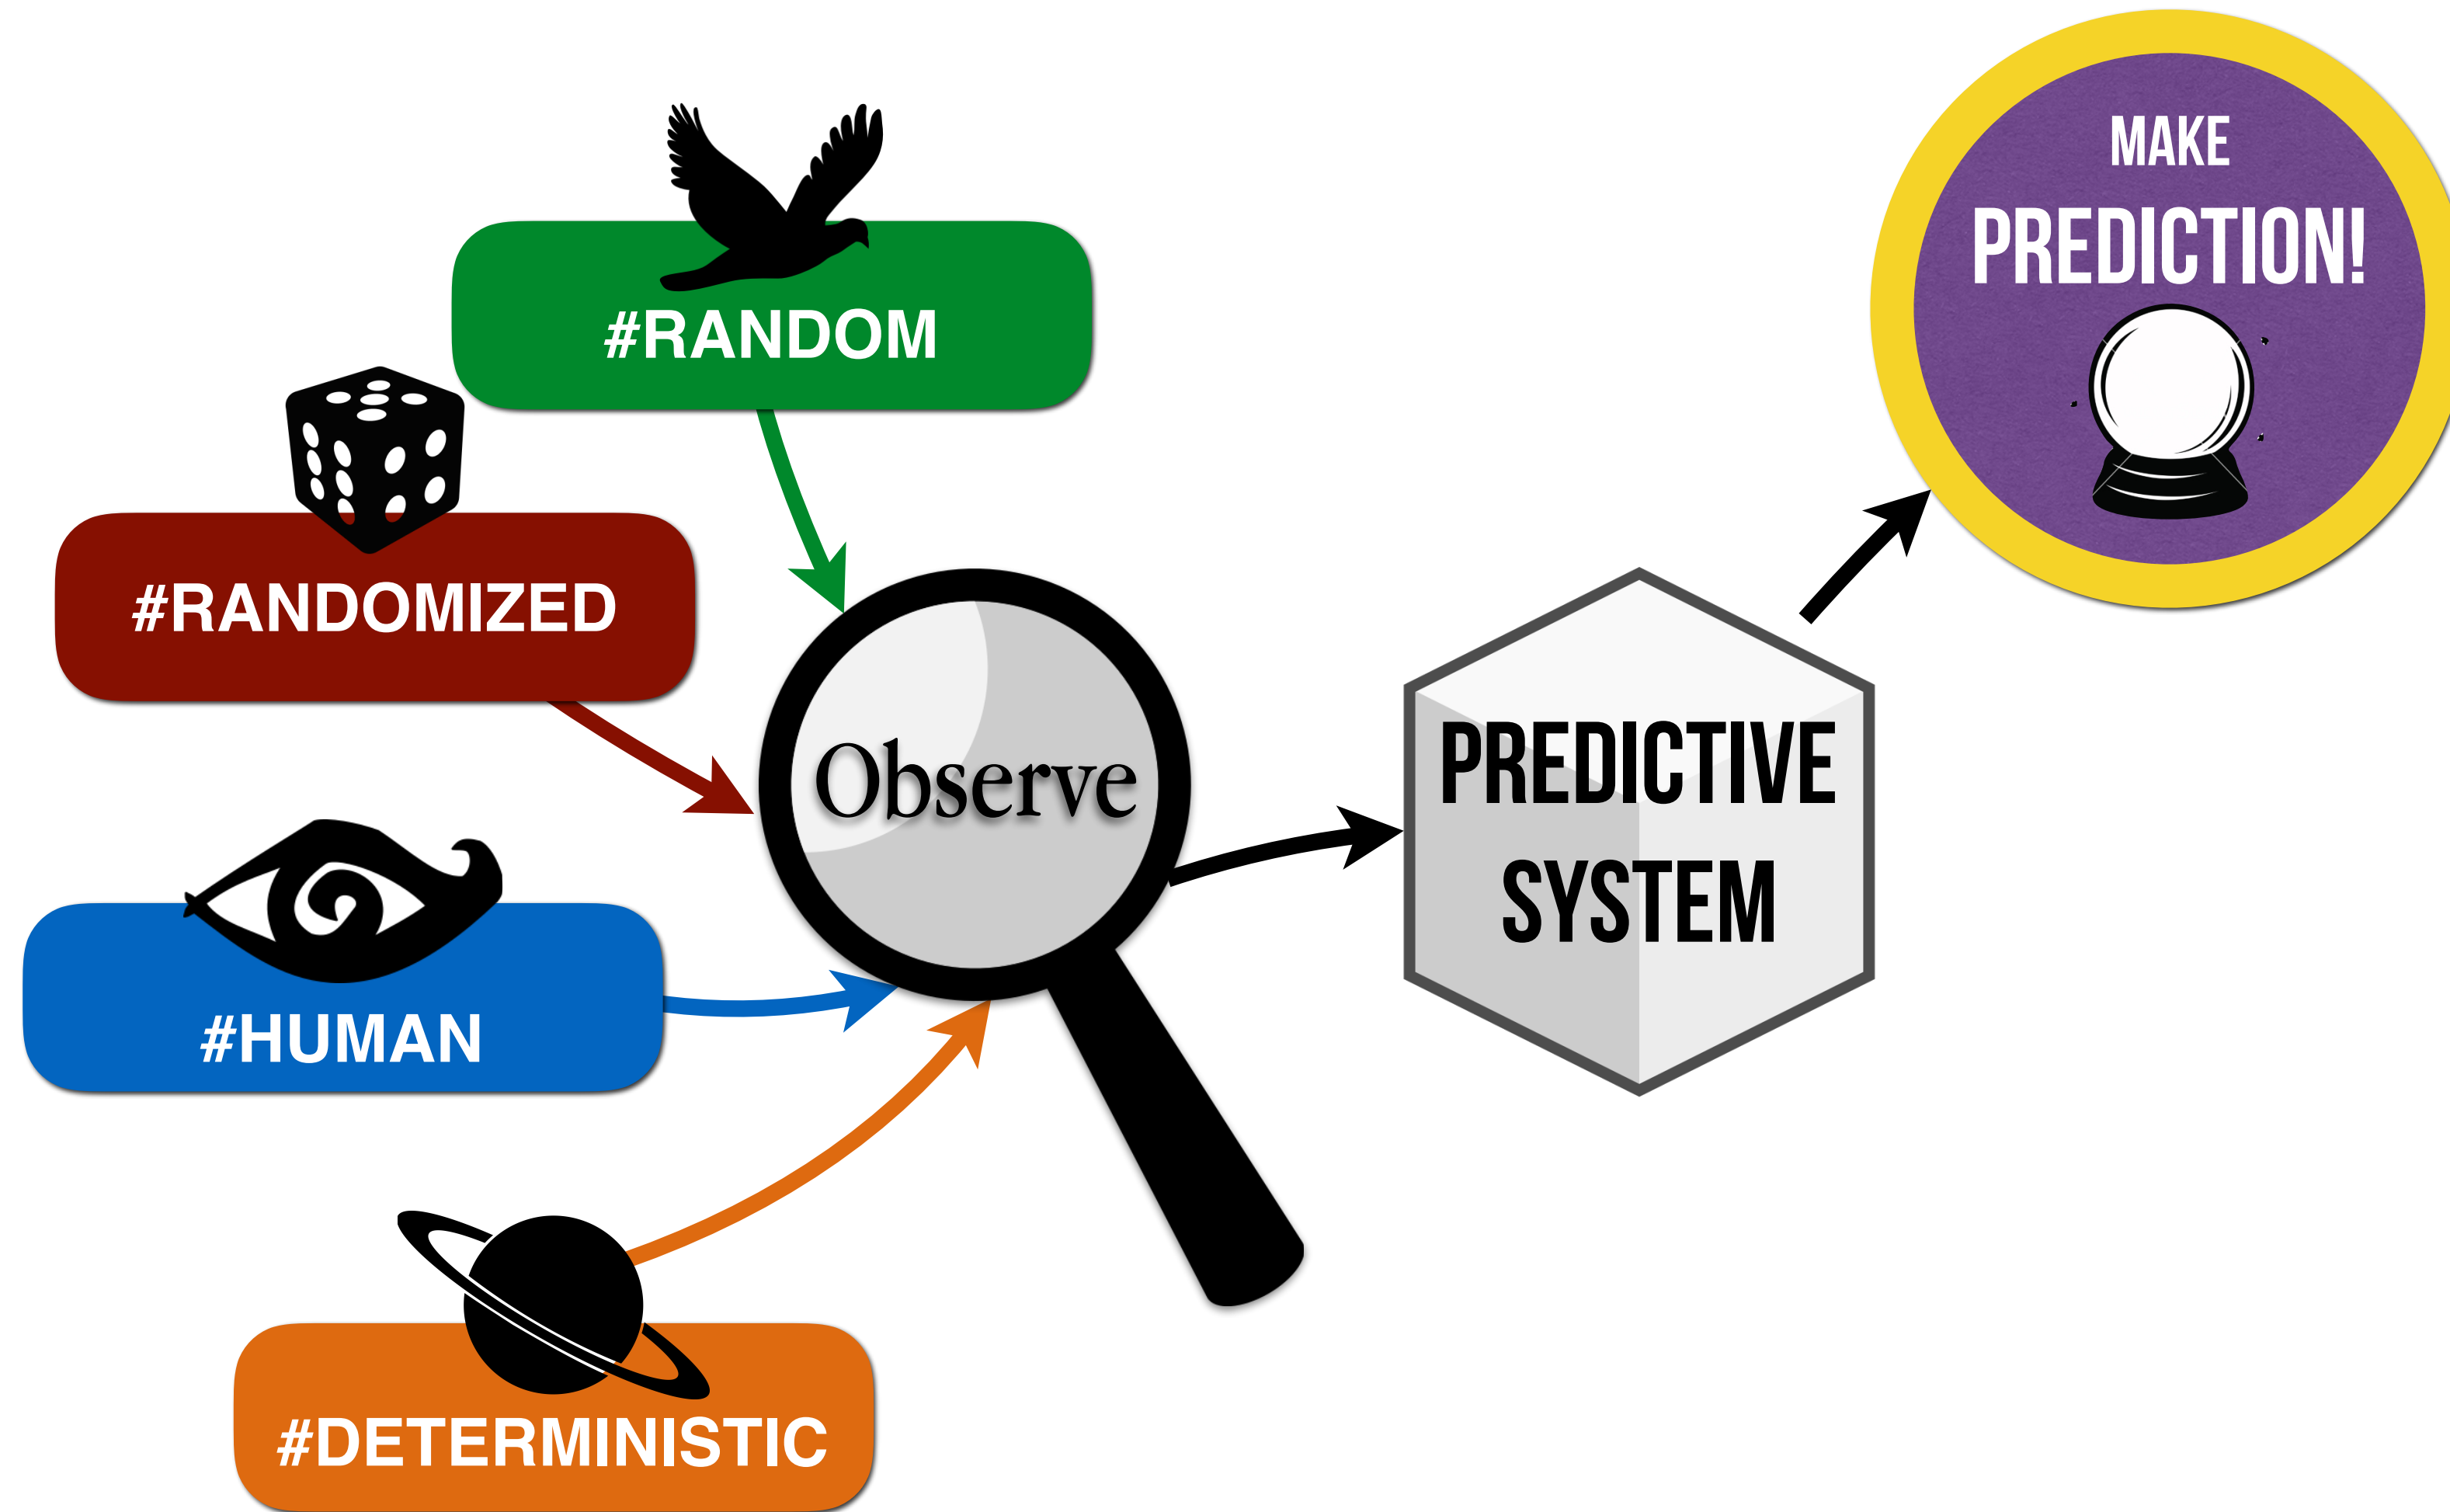 #RANDOM
#RANDOMIZED
#HUMAN
#DETERMINISTIC
Observe
PREDICTIVE
SYSTEM
MAKE
PREDICTION!